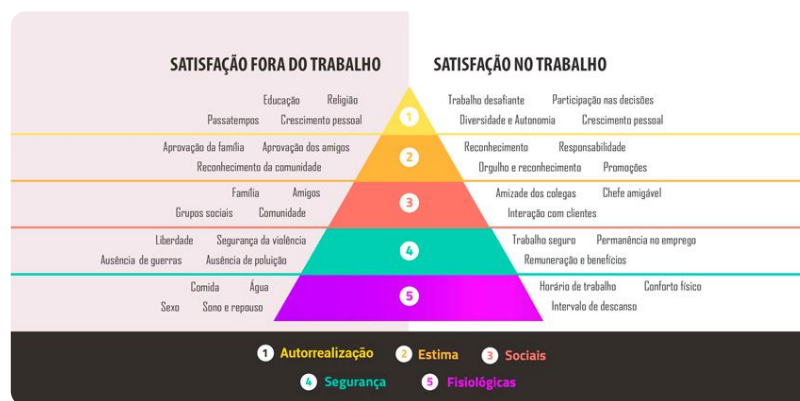 SATISFAÇÃO FORA DO TRABALHO
SATISFAÇÃO NO TRABALHO
Educação Religião
Passatempos Crescimento pessoal
Trabalho desafiante Participação nas decisões
Diversidade e Autonomia Crescimento pessoal
1
Aprovação da família Aprovação dos amigos
Reconhecimento da comunidade
Reconhecimento Responsabilidade
Orgulho e reconhecimento Promoções
2
Família Amigos
Grupos sociais Comunidade
Amizade dos colegas Chefe amigável
Interação com clientes
3
Liberdade Segurança da violência
Ausência de guerras Ausência de poluição
Trabalho seguro Permanência no emprego
Remuneração e benefícios
4
Comida Água
Sexo Sono e repouso
Horário de trabalho Conforto físico
Intervalo de descanso
5
1 Autorrealização 2 Estima 3 Sociais
4 Segurança 5 Fisiológicas